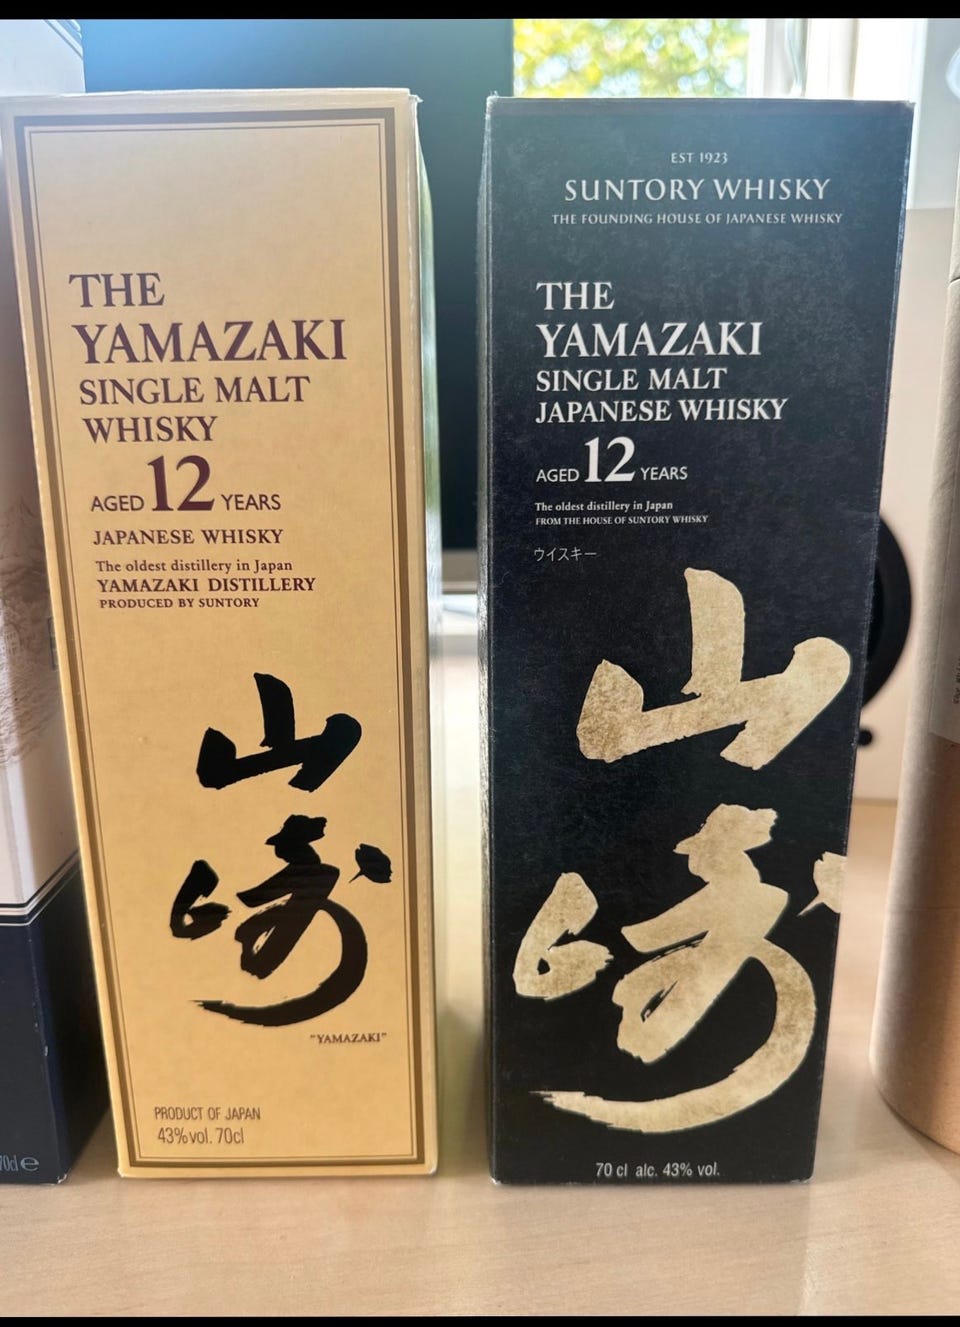 THE
YAMAZAKI
SINGLE MALT
WHISKY
AGED 12 YEARS
JAPANESE WHISKY
The oldest distillery in Japan
YAMAZAKI DISTILLERY
PRODUCED BY SUNTORY
山
崎
"YAMAZAKI"
PRODUCT OF JAPAN
43%vol. 70cl
EST 1923
SUNTORY WHISKY
THE FOUNDING HOUSE OF JAPANESE WHISKY
THE
YAMAZAKI
SINGLE MALT
JAPANESE WHISKY
AGED 12 YEARS
The oldest distillery in Japan
FROM THE HOUSE OF SUNTORY WHISKY
ウイスキー
山
崎
70 cl alc. 43% vol.
70cl ℮